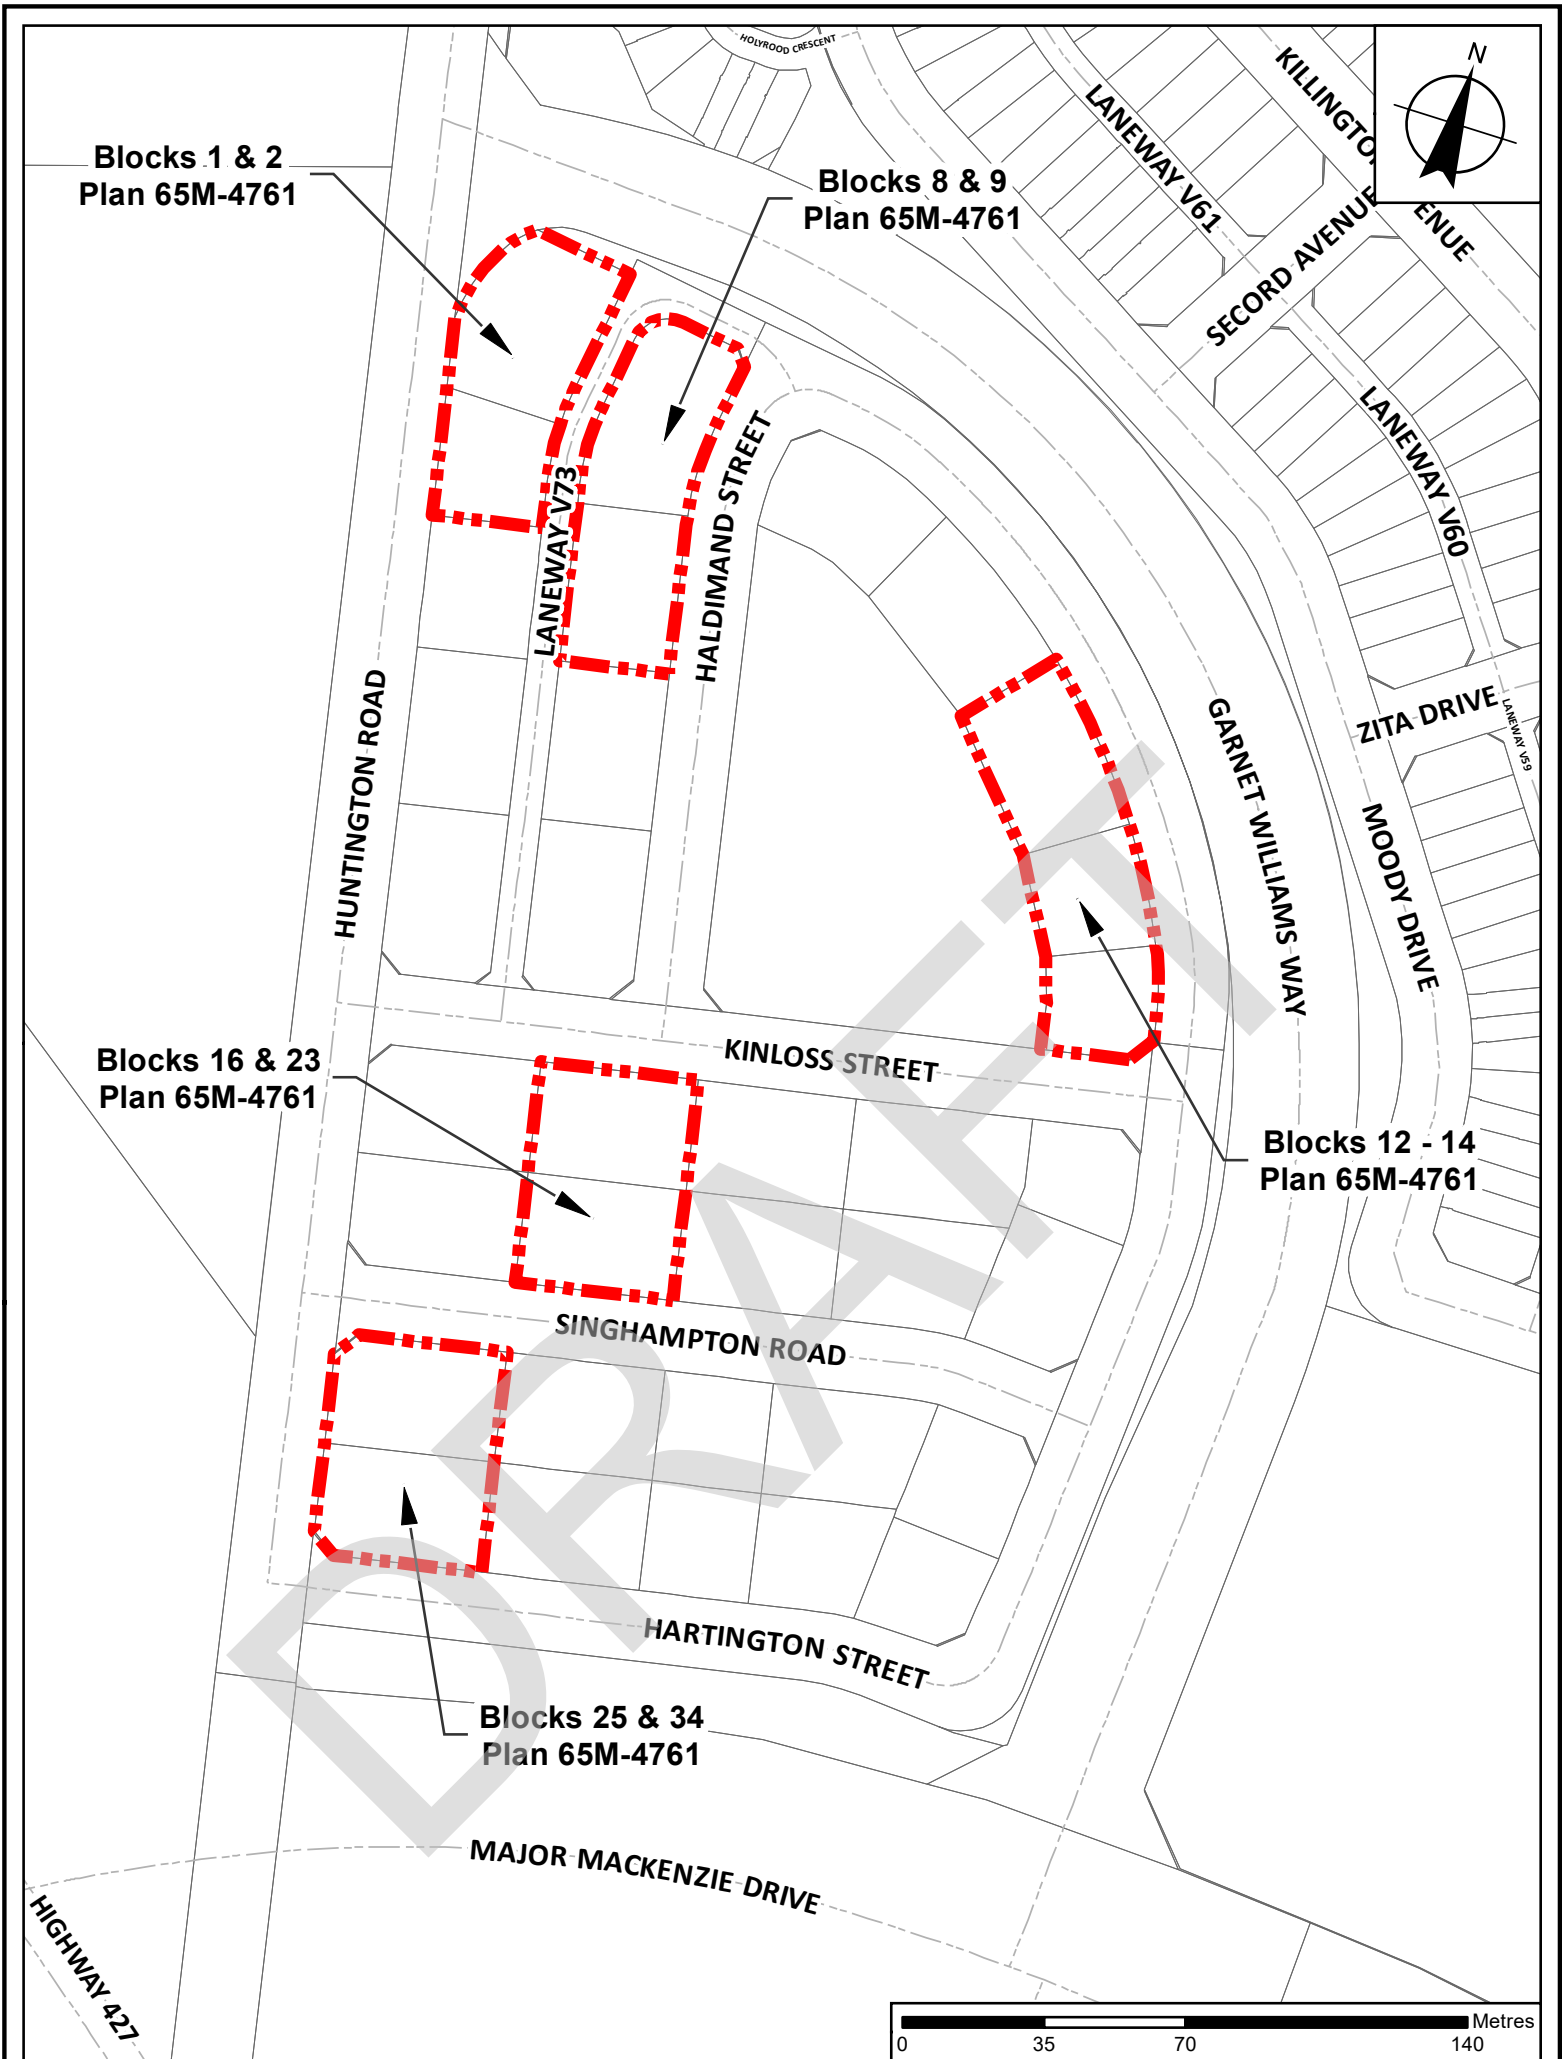 HOLYROOD CRESCENT
N
KILLINGTO
ENUE
LANEWAY V61
Blocks 1 & 2
Plan 65M-4761
Blocks 8 & 9
Plan 65M-4761
SECORD AVENUE
LANEWAY V60
LANEWAY V73
HALDIMAND STREET
HUNTINGTON ROAD
GARNET WILLIAMS WAY
ZITA DRIVE
LANEWAY V59
MOODY DRIVE
KINLOSS STREET
Blocks 16 & 23
Plan 65M-4761
Blocks 12 - 14
Plan 65M-4761
SINGHAMPTON ROAD
DRAFT
HARTINGTON STREET
Blocks 25 & 34
Plan 65M-4761
MAJOR MACKENZIE DRIVE
HIGHWAY 427
Metres
0 35 70 140